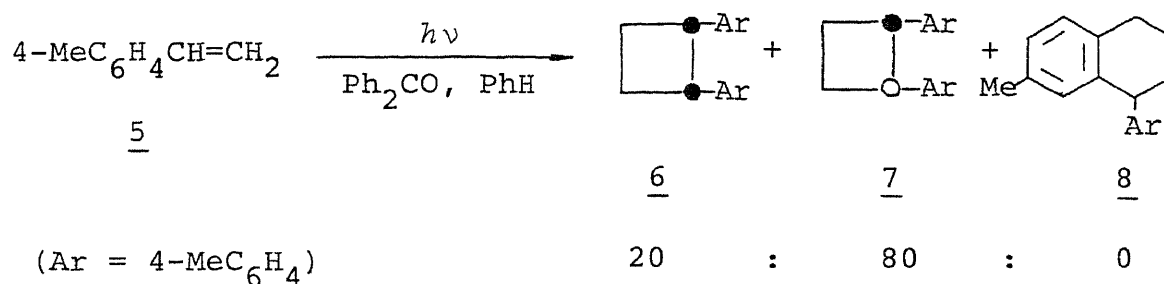 Ar + Ar +
4-MeC6H4CH=CH2 hν
Ph2CO, PhH Ar Ar Me Ar
5 6 7 8
(Ar = 4-MeC6H4) 20 : 80 : 0